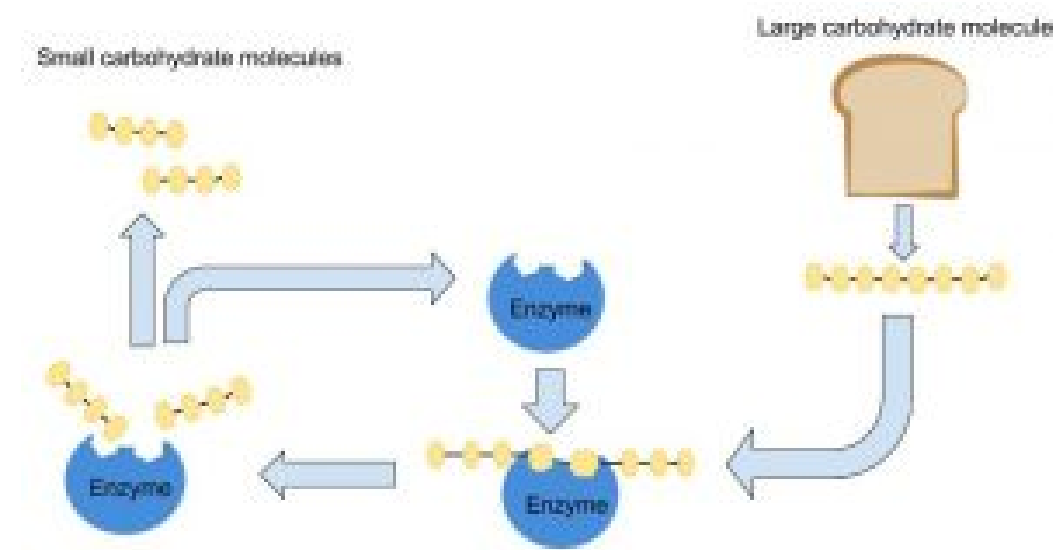 Large carbohydrate molecule
Small carbohydrate molecules
Enzyme
Enzyme
Enzyme